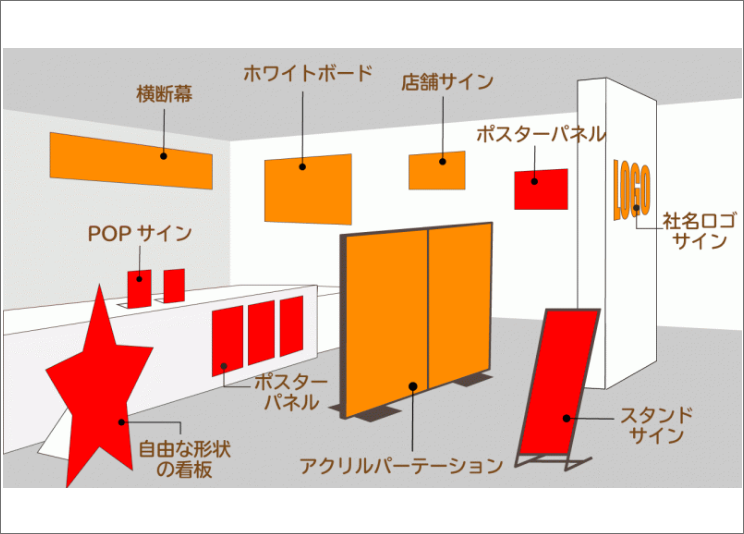 横断幕
ホワイトボード
店舗サイン
ポスターパネル
LOGO
社名ロゴ
サイン
POP サイン
ポスター
パネル
自由な形状
の看板
アクリルパーテーション
スタンド
サイン